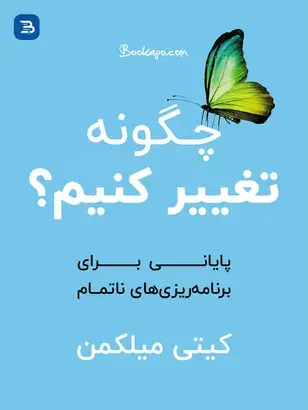 Bookapo.com
چگونه
تغییر کنیم؟
پایانی برای
برنامه‌ریزی‌های ناتمام
کیتی میلکمن